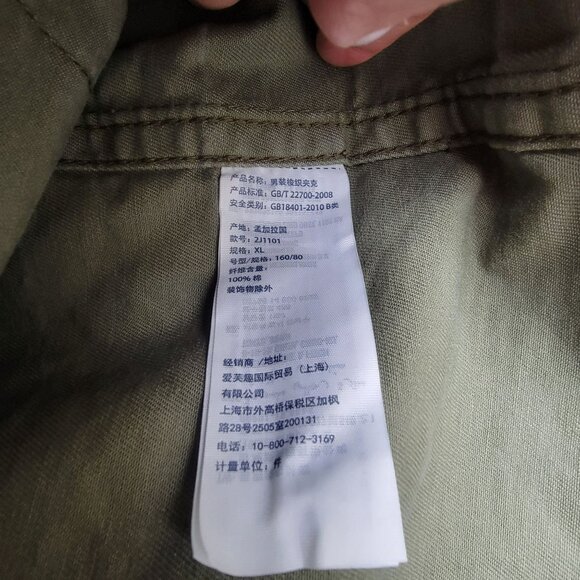 产品名称: 男装梭织夹克
产品标准: GB/T 22700-2008
安全类别: GB18401-2010 B类
产地: 孟加拉国
款号: 2J1101
规格: XL
号型/规格: 160/80
纤维含量:
100% 棉
装饰物除外
经销商 /地址:
爱芙趣国际贸易 (上海)
有限公司
上海市外高桥保税区加枫
路28号2505室200131
电话: 10-800-712-3169
计量单位: 件